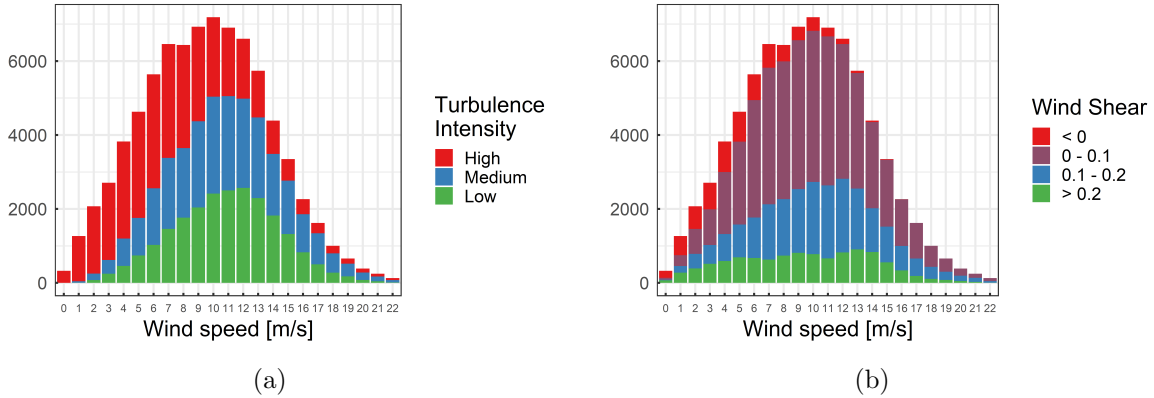 6000
4000
2000
0
0 1 2 3 4 5 6 7 8 9 10 11 12 13 14 15 16 17 18 19 20 21 22
Wind speed [m/s]
Turbulence
Intensity
High
Medium
Low
(a)
6000
4000
2000
0
0 1 2 3 4 5 6 7 8 9 10 11 12 13 14 15 16 17 18 19 20 21 22
Wind speed [m/s]
Wind Shear
< 0
0 - 0.1
0.1 - 0.2
> 0.2
(b)